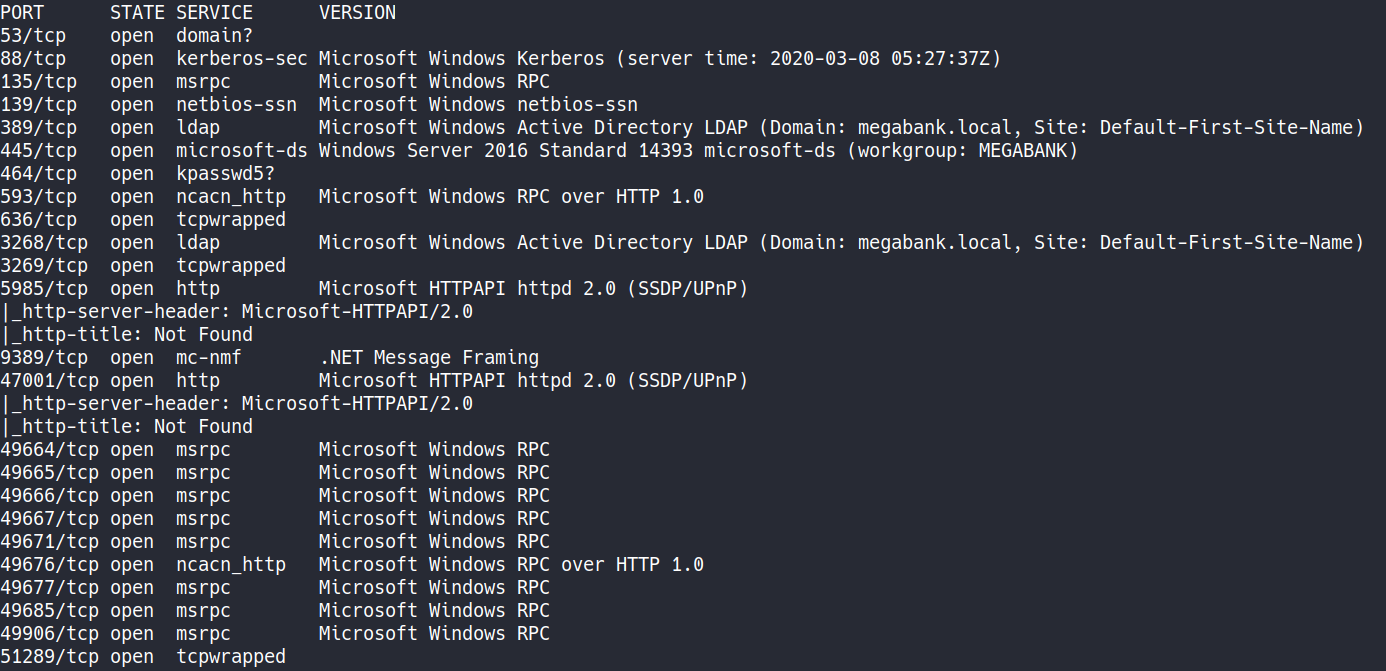 PORT      STATE SERVICE      VERSION
53/tcp    open  domain?
88/tcp    open  kerberos-sec Microsoft Windows Kerberos (server time: 2020-03-08 05:27:37Z)
135/tcp   open  msrpc        Microsoft Windows RPC
139/tcp   open  netbios-ssn  Microsoft Windows netbios-ssn
389/tcp   open  ldap         Microsoft Windows Active Directory LDAP (Domain: megabank.local, Site: Default-First-Site-Name)
445/tcp   open  microsoft-ds Windows Server 2016 Standard 14393 microsoft-ds (workgroup: MEGABANK)
464/tcp   open  kpasswd5?
593/tcp   open  ncacn_http   Microsoft Windows RPC over HTTP 1.0
636/tcp   open  tcpwrapped
3268/tcp  open  ldap         Microsoft Windows Active Directory LDAP (Domain: megabank.local, Site: Default-First-Site-Name)
3269/tcp  open  tcpwrapped
5985/tcp  open  http         Microsoft HTTPAPI httpd 2.0 (SSDP/UPnP)
|_http-server-header: Microsoft-HTTPAPI/2.0
|_http-title: Not Found
9389/tcp  open  mc-nmf       .NET Message Framing
47001/tcp open  http         Microsoft HTTPAPI httpd 2.0 (SSDP/UPnP)
|_http-server-header: Microsoft-HTTPAPI/2.0
|_http-title: Not Found
49664/tcp open  msrpc        Microsoft Windows RPC
49665/tcp open  msrpc        Microsoft Windows RPC
49666/tcp open  msrpc        Microsoft Windows RPC
49667/tcp open  msrpc        Microsoft Windows RPC
49671/tcp open  msrpc        Microsoft Windows RPC
49676/tcp open  ncacn_http   Microsoft Windows RPC over HTTP 1.0
49677/tcp open  msrpc        Microsoft Windows RPC
49685/tcp open  msrpc        Microsoft Windows RPC
49906/tcp open  msrpc        Microsoft Windows RPC
51289/tcp open  tcpwrapped